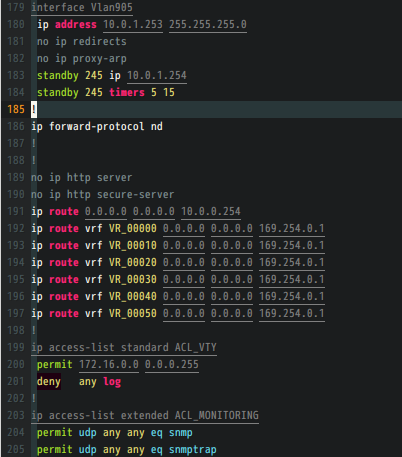 179 interface Vlan905
180 ip address 10.0.1.253 255.255.255.0
181 no ip redirects
182 no ip proxy-arp
183 standby 245 ip 10.0.1.254
184 standby 245 timers 5 15
185 !
186 ip forward-protocol nd
187 !
188 !
189 no ip http server
190 no ip http secure-server
191 ip route 0.0.0.0 0.0.0.0 10.0.0.254
192 ip route vrf VR_00000 0.0.0.0 0.0.0.0 169.254.0.1
193 ip route vrf VR_00010 0.0.0.0 0.0.0.0 169.254.0.1
194 ip route vrf VR_00020 0.0.0.0 0.0.0.0 169.254.0.1
195 ip route vrf VR_00030 0.0.0.0 0.0.0.0 169.254.0.1
196 ip route vrf VR_00040 0.0.0.0 0.0.0.0 169.254.0.1
197 ip route vrf VR_00050 0.0.0.0 0.0.0.0 169.254.0.1
198 !
199 ip access-list standard ACL_VTY
200 permit 172.16.0.0 0.0.0.255
201 deny   any log
202 !
203 ip access-list extended ACL_MONITORING
204 permit udp any any eq snmp
205 permit udp any any eq snmptrap